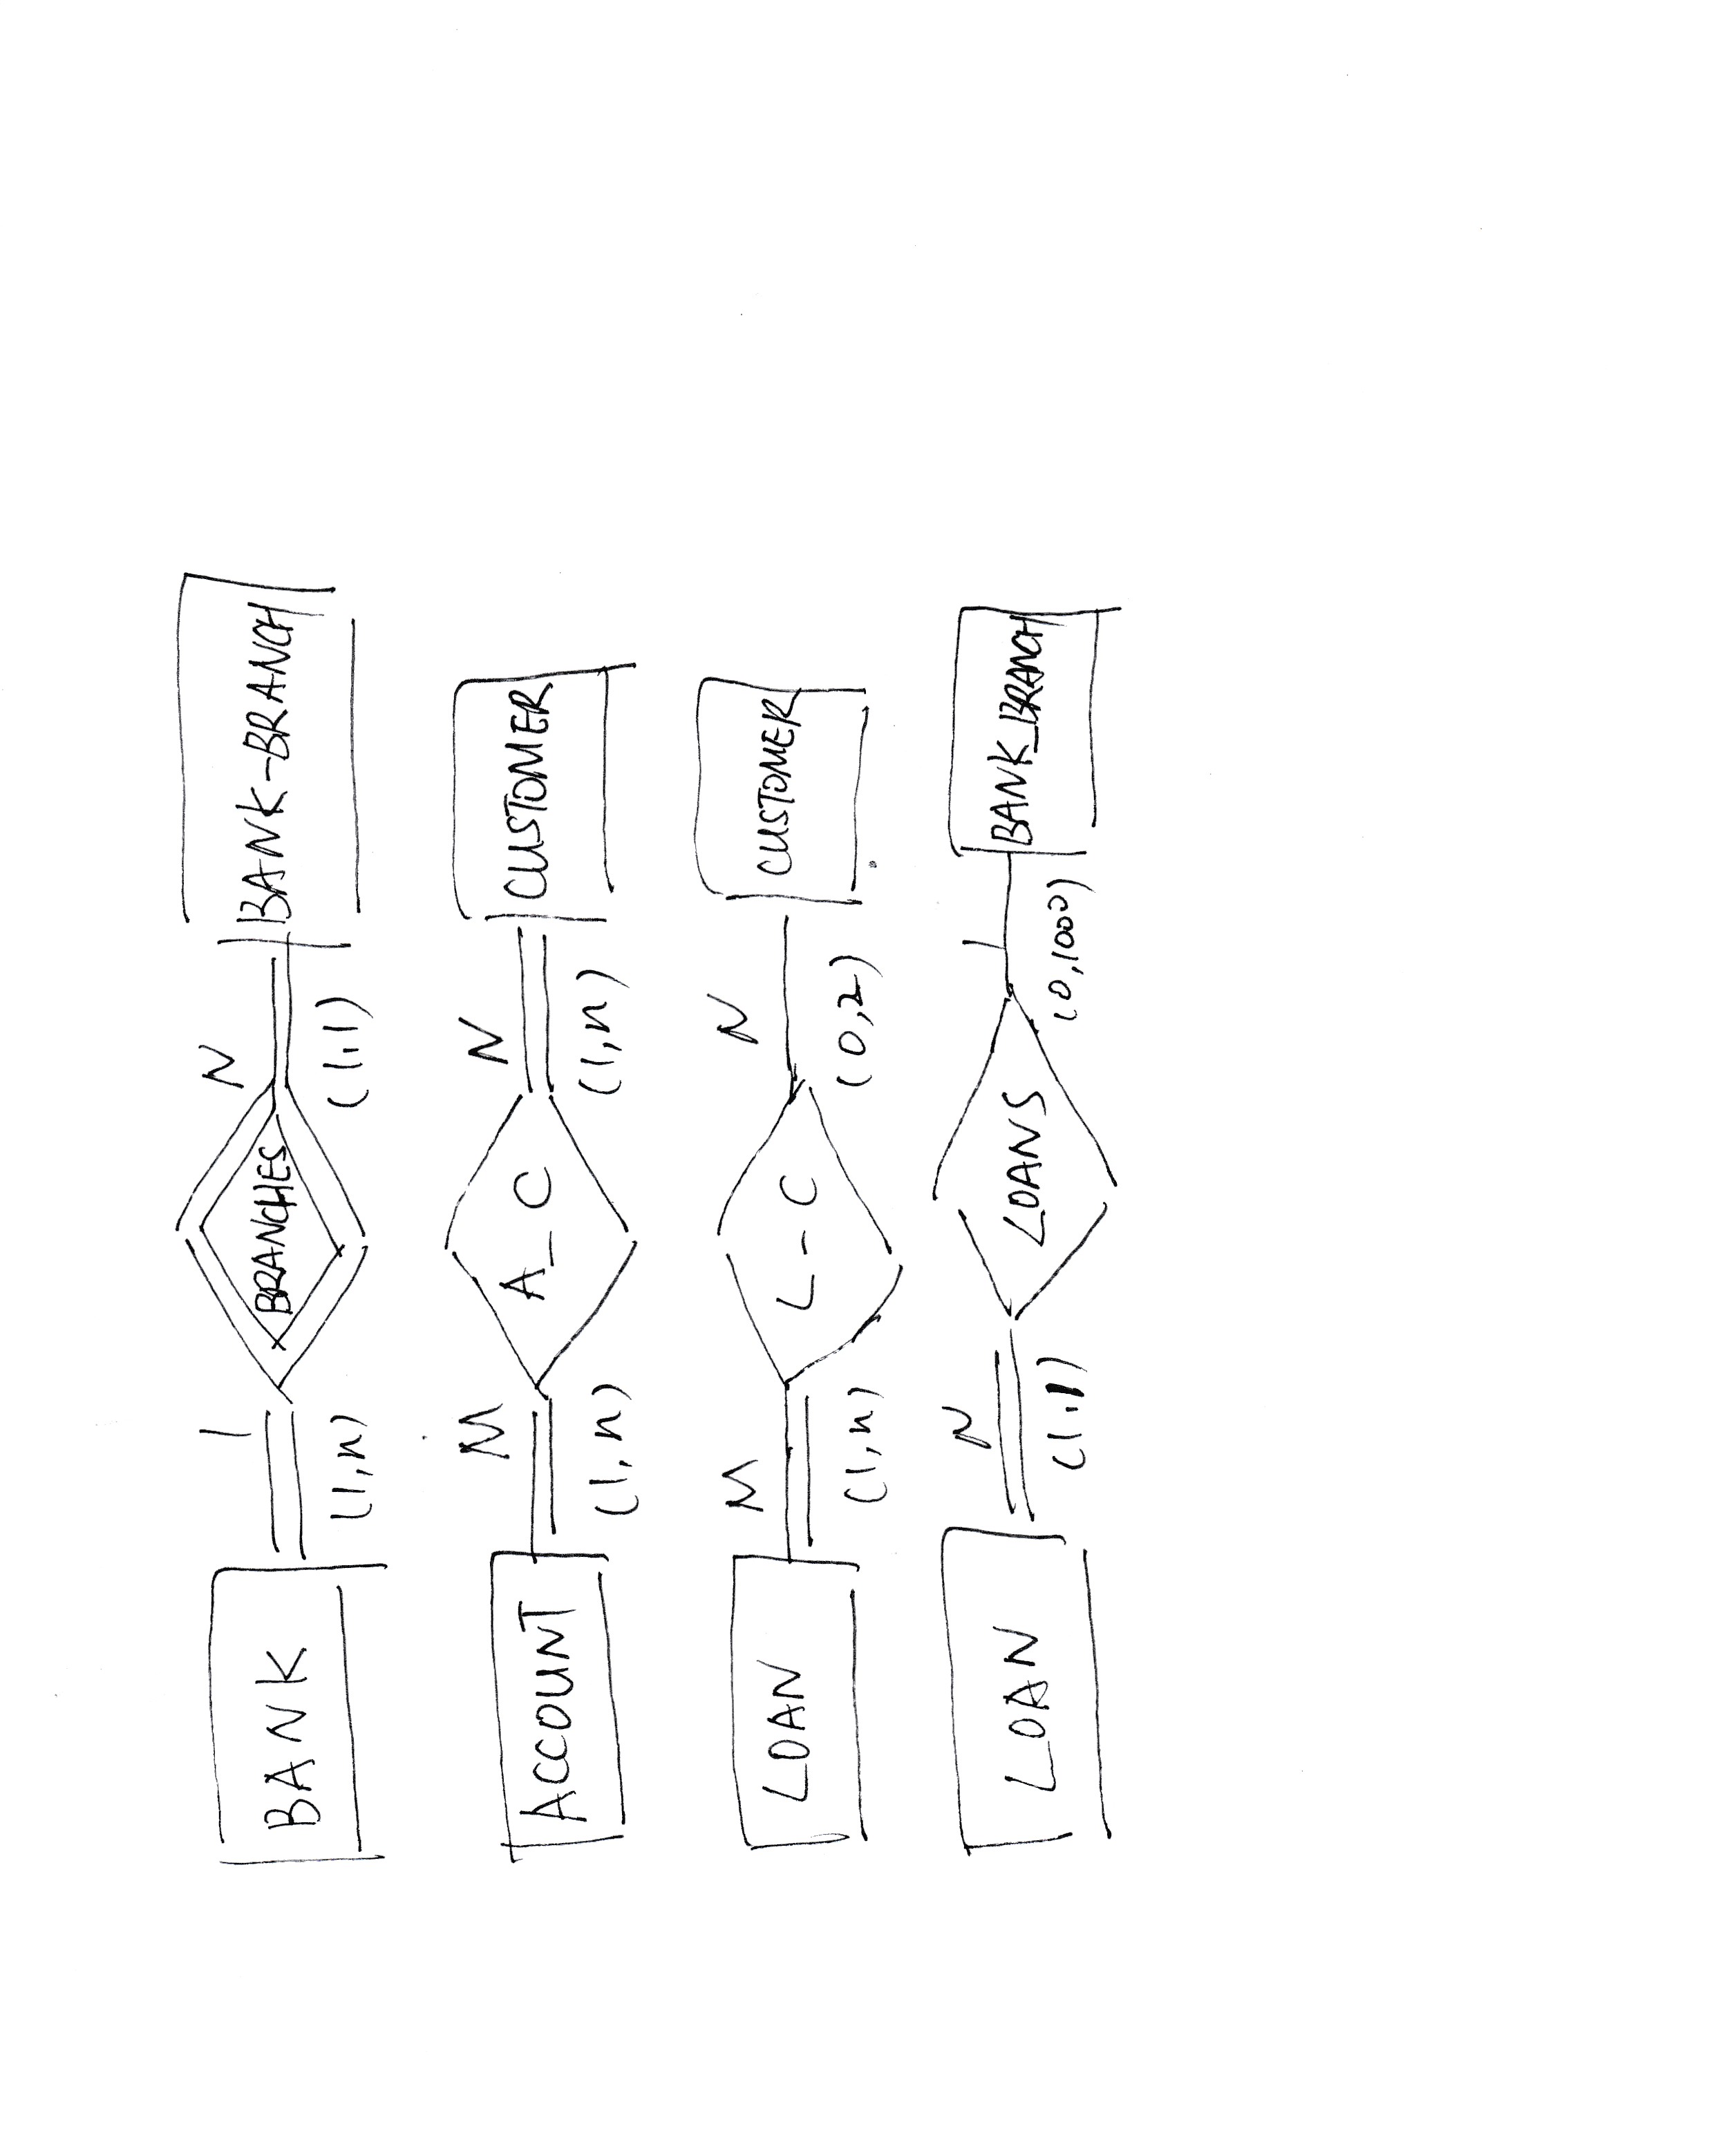 BANK 1 (1,n) BRANCHES N (1,1) BANK-BRANCH
ACCOUNT M (1,n) A_C N (1,n) CUSTOMER
LOAN M (1,n) L-C N (0,2) CUSTOMER
LOAN N (1,1) LOANS 1 (0,1000) BANK_BRANCH